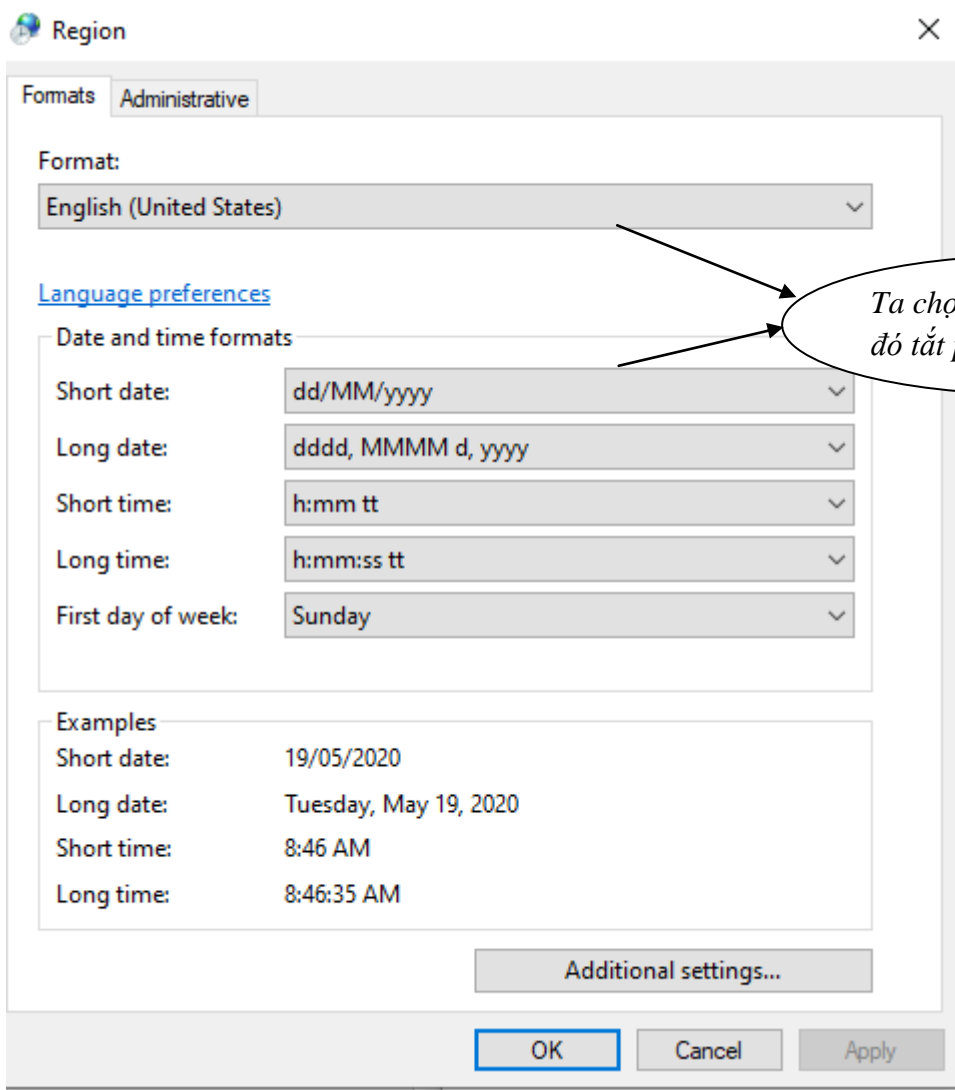 Region
Formats
Administrative
Format:
English (United States)
Language preferences
Ta
đó tắt
Date and time formats
Short date:
dd/MM/yyyy
Long date:
dddd, MMMM d, yyyy
Short time:
h:mm tt
Long time:
h:mm:ss tt
First day of week:
Sunday
Examples
Short date:
19/05/2020
Long date:
Tuesday, May 19, 2020
Short time:
8:46 AM
Long time:
8:46:35 AM
Additional settings...
OK
Cancel
Apply